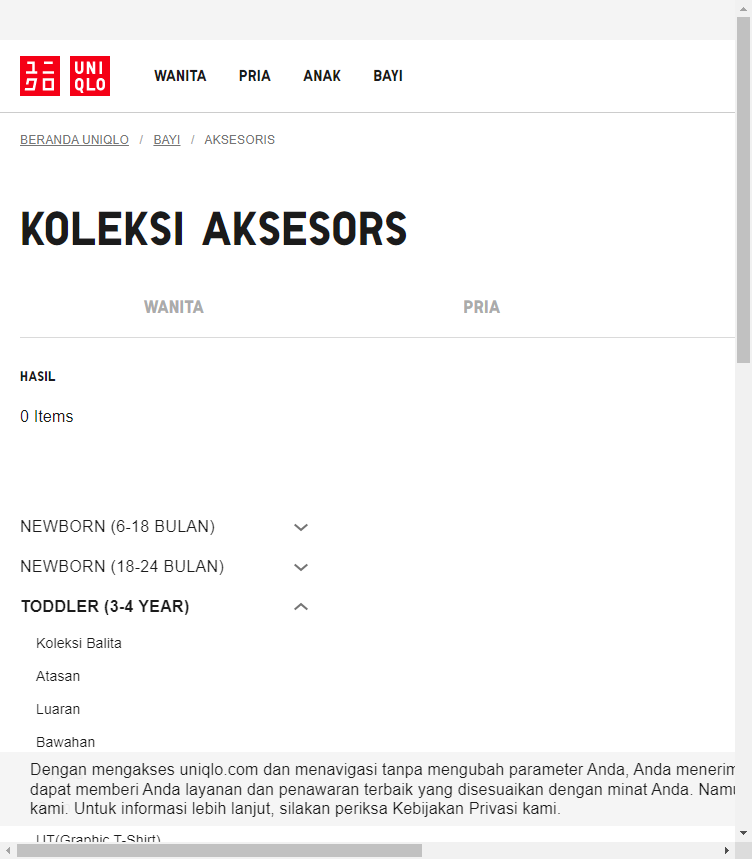 ユニ
クロ
UNI
QLO
WANITA PRIA ANAK BAYI
BERANDA UNIQLO / BAYI / AKSESORIS
KOLEKSI AKSESORS
WANITA PRIA
HASIL
0 Items
NEWBORN (6-18 BULAN)
NEWBORN (18-24 BULAN)
TODDLER (3-4 YEAR)
Koleksi Balita
Atasan
Luaran
Bawahan
Dengan mengakses uniqlo.com dan menavigasi tanpa mengubah parameter Anda, Anda menerim
dapat memberi Anda layanan dan penawaran terbaik yang disesuaikan dengan minat Anda. Namu
kami. Untuk informasi lebih lanjut, silakan periksa Kebijakan Privasi kami.
UT(Graphic T-Shirt)